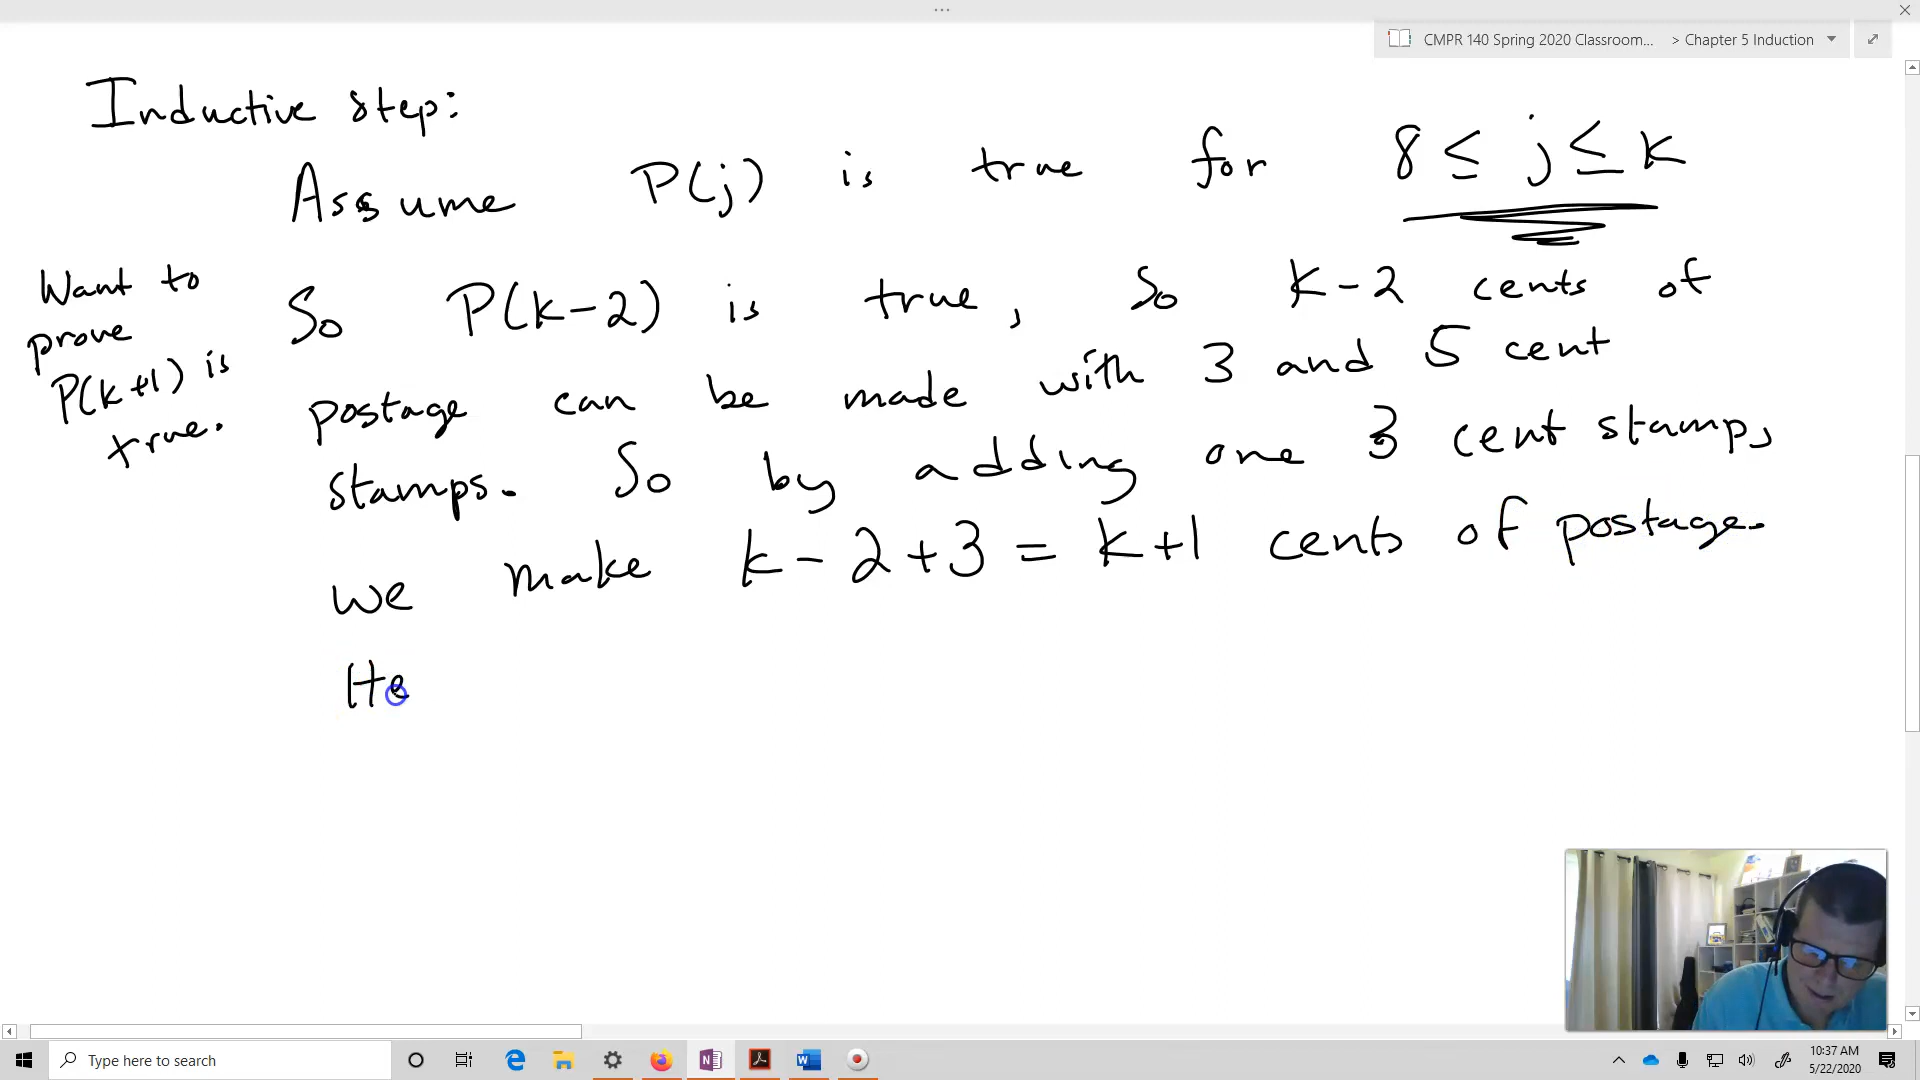 CMPR 140 Spring 2020 Classroom... > Chapter 5 Induction
Inductive step:
Assume P(j) is true for 8 ≤ j ≤ k
Want to
prove
P(k+1) is
true.
So P(k-2) is true, So k-2 cents of
postage can be made with 3 and 5 cent
stamps. So by adding one 3 cent stamp,
we make k-2+3 = k+1 cents of postage.
He
Type here to search
10:37 AM
5/22/2020